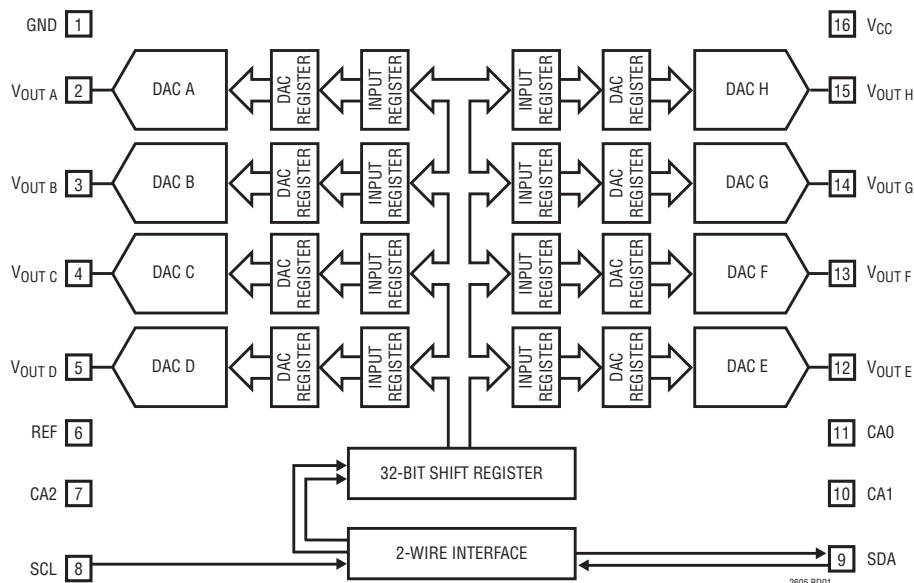 GND 1
16 VCC
VOUT A 2 DAC A DAC REGISTER INPUT REGISTER INPUT REGISTER DAC REGISTER DAC H 15 VOUT H
VOUT B 3 DAC B DAC REGISTER INPUT REGISTER INPUT REGISTER DAC REGISTER DAC G 14 VOUT G
VOUT C 4 DAC C DAC REGISTER INPUT REGISTER INPUT REGISTER DAC REGISTER DAC F 13 VOUT F
VOUT D 5 DAC D DAC REGISTER INPUT REGISTER INPUT REGISTER DAC REGISTER DAC E 12 VOUT E
REF 6
11 CA0
32-BIT SHIFT REGISTER
CA2 7
10 CA1
2-WIRE INTERFACE
SCL 8
9 SDA
2605 BD01